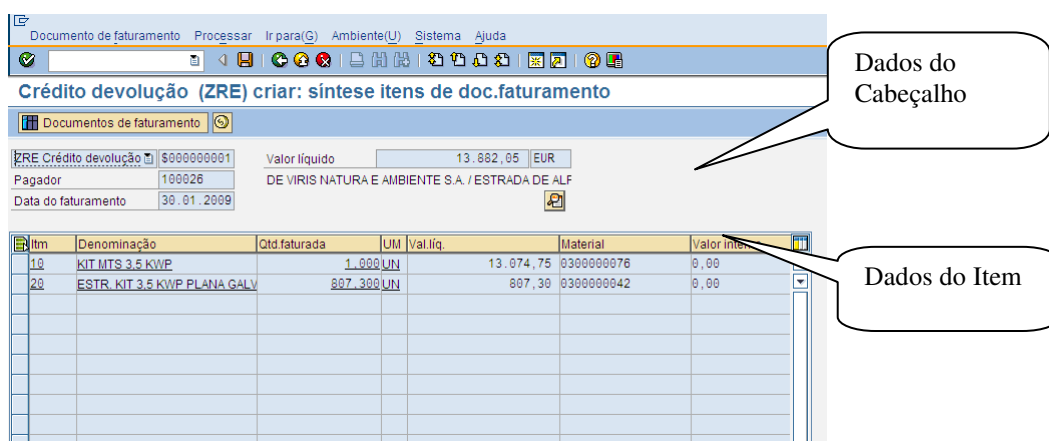 Documento de faturamento Processar Ir para(G) Ambiente(U) Sistema Ajuda
Crédito devolução (ZRE) criar: síntese itens de doc.faturamento
Documentos de faturamento
ZRE Crédito devolução $000000001 Valor líquido 13.882,05 EUR
Pagador 100026 DE VIRIS NATURA E AMBIENTE S.A. / ESTRADA DE ALF
Data do faturamento 30.01.2009
Itm Denominação Qtd.faturada UM Val.líq. Material Valor intern
10 KIT MTS 3.5 KWP 1.000 UN 13.074,75 0300000076 0,00
20 ESTR. KIT 3.5 KWP PLANA GALV 807.300 UN 807,30 0300000042 0,00
Dados do
Cabeçalho
Dados do Item